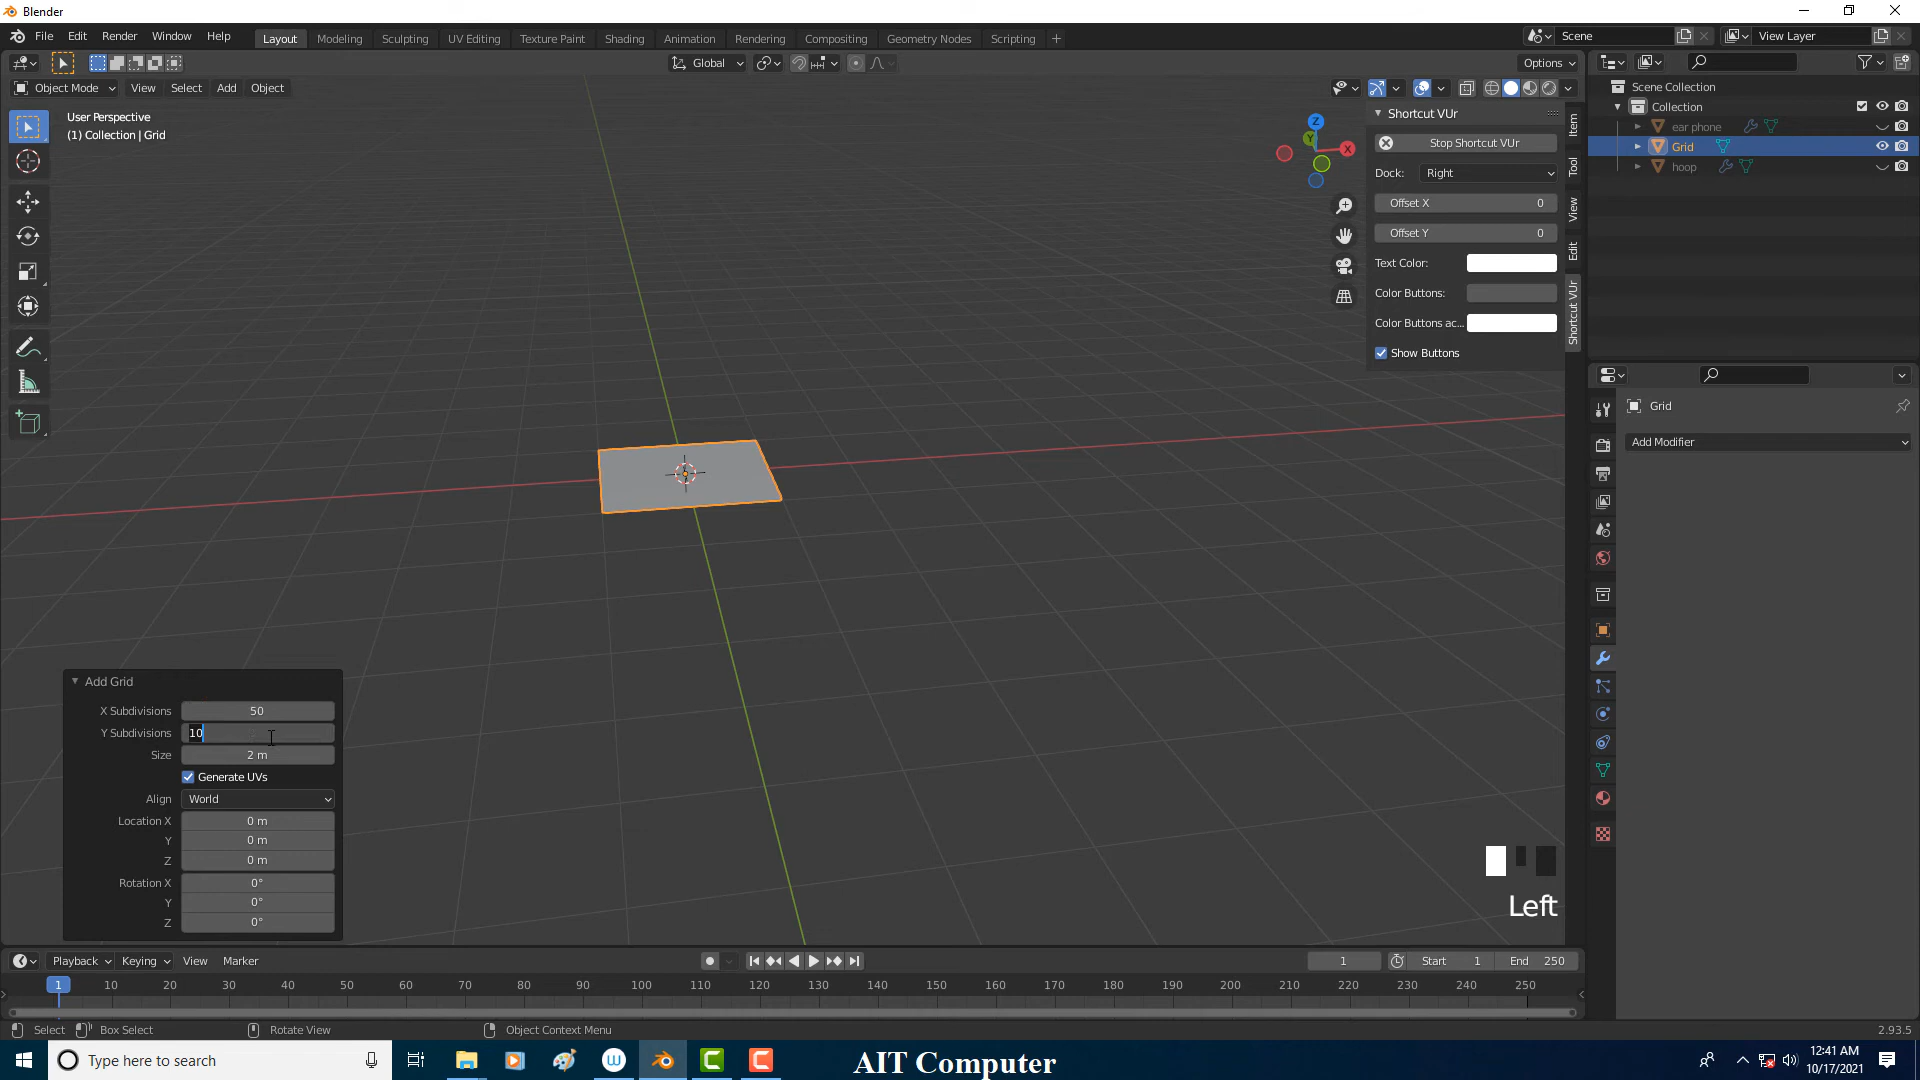 Blender
File Edit Render Window Help
Layout Modeling Sculpting UV Editing Texture Paint Shading Animation Rendering Compositing Geometry Nodes Scripting +
Scene
View Layer
Global
Options
Object Mode View Select Add Object
User Perspective
(1) Collection | Grid
Z
Y
X
Shortcut VUr
Stop Shortcut VUr
Dock: Right
Offset X 0
Offset Y 0
Text Color:
Color Buttons:
Color Buttons ac...
Show Buttons
Item
Tool
View
Edit
Shortcut VUr
Scene Collection
Collection
ear phone
Grid
hoop
Grid
Add Modifier
Add Grid
X Subdivisions 50
Y Subdivisions 10
Size 2 m
Generate UVs
Align World
Location X 0 m
Y 0 m
Z 0 m
Rotation X 0°
Y 0°
Z 0°
Left
Playback Keying View Marker
1 Start 1 End 250
1 10 20 30 40 50 60 70 80 90 100 110 120 130 140 150 160 170 180 190 200 210 220 230 240 250
Select Box Select Rotate View Object Context Menu
2.93.5
Type here to search
AIT Computer
12:41 AM
10/17/2021